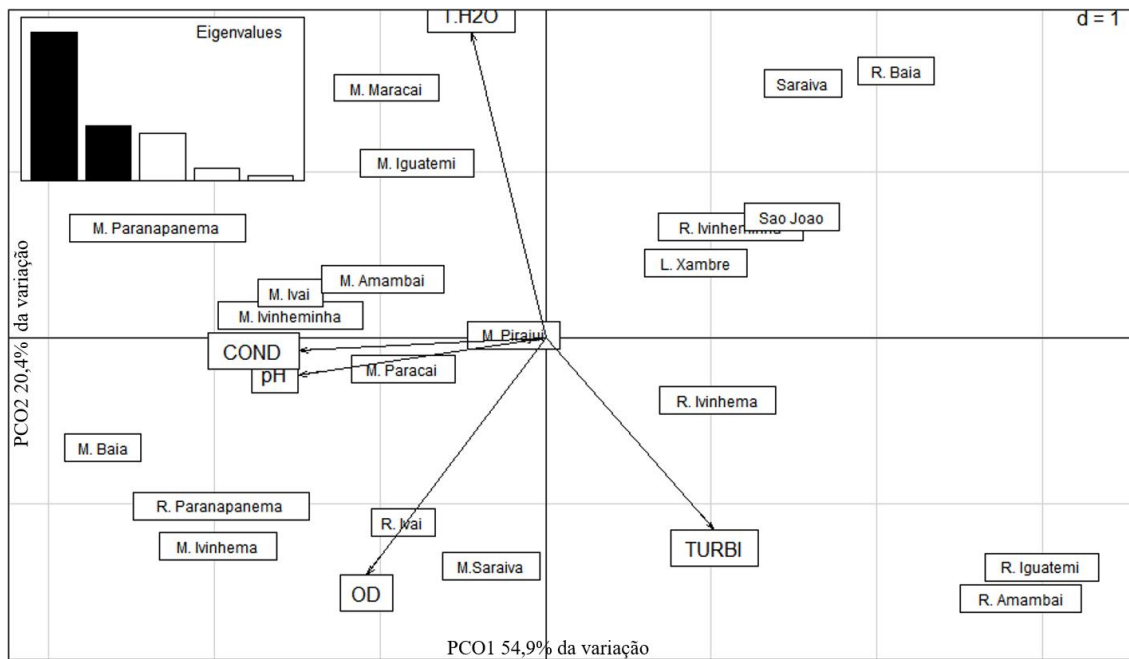 T.H2O
d = 1
Eigenvalues
R. Baia
Saraiva
M. Maracai
M. Iguatemi
Sao Joao
M. Paranapanema
R. Ivinheminha
L. Xambre
M. Amambai
M. Ivai
M. Ivinheminha
M. Pirajui
COND
pH
M. Paracai
PCO2 20,4% da variação
R. Ivinhema
M. Baia
R. Paranapanema
R. Ivai
M. Ivinhema
TURBI
M.Saraiva
R. Iguatemi
OD
R. Amambai
PCO1 54,9% da variação